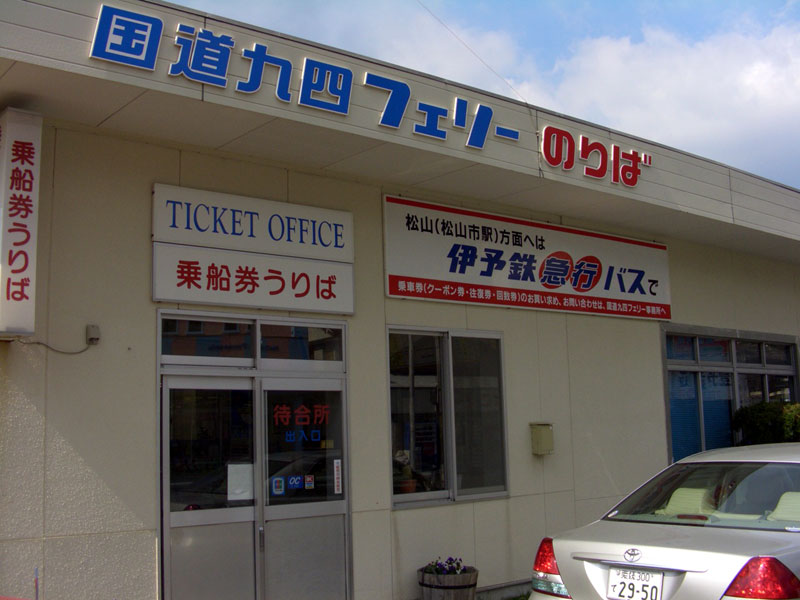 国道九四フェリーのりば
乗船券うりば
TICKET OFFICE
乗船券うりば
松山(松山市駅)方面へは
伊予鉄急行バスで
乗車券(クーポン券・往復券・回数券)のお買い求め、お問い合わせは、国道九四フェリー事務所へ
待合所
出入口
OC
300
29-50